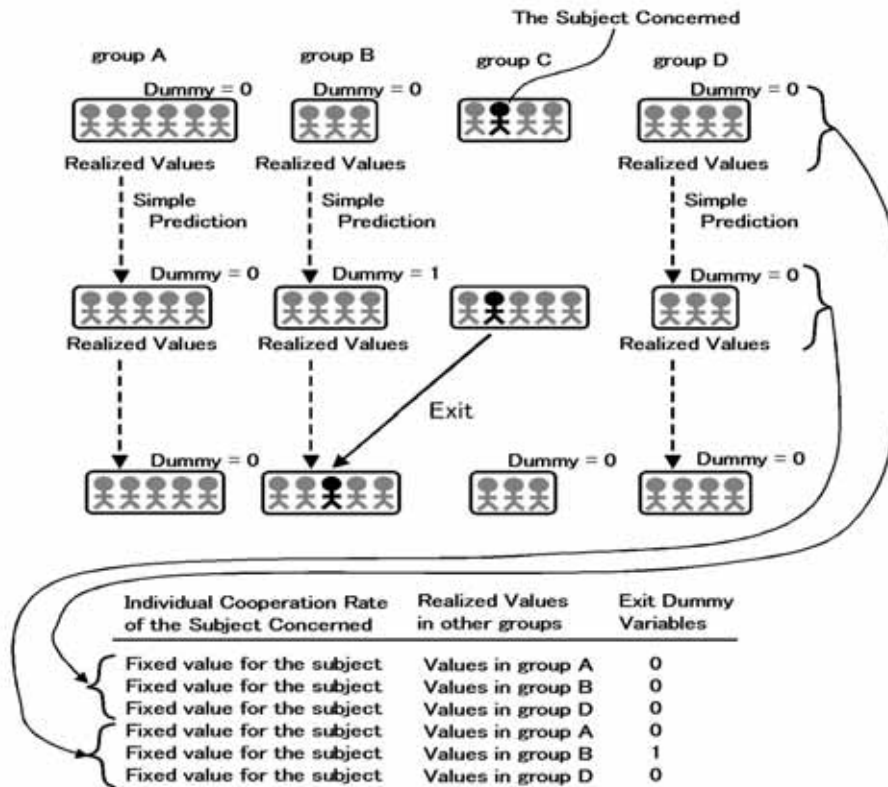 The Subject Concerned
group A
group B
group C
group D
Dummy = 0
Dummy = 0
Dummy = 0
Realized Values
Realized Values
Realized Values
Simple
Prediction
Simple
Prediction
Simple
Prediction
Dummy = 0
Dummy = 1
Dummy = 0
Realized Values
Realized Values
Realized Values
Exit
Dummy = 0
Dummy = 0
Dummy = 0
Individual Cooperation Rate Realized Values Exit Dummy
of the Subject Concerned in other groups Variables
Fixed value for the subject Values in group A 0
Fixed value for the subject Values in group B 0
Fixed value for the subject Values in group D 0
Fixed value for the subject Values in group A 0
Fixed value for the subject Values in group B 1
Fixed value for the subject Values in group D 0